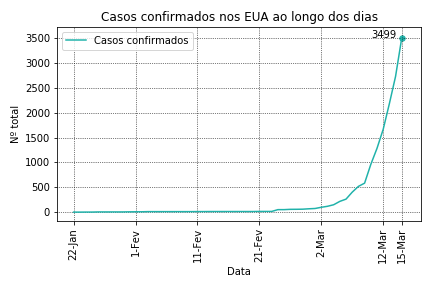 Casos confirmados nos EUA ao longo dos dias
Casos confirmados
3499
Nº total
3500
3000
2500
2000
1500
1000
500
0
22-Jan
1-Fev
11-Fev
21-Fev
2-Mar
12-Mar
15-Mar
Data